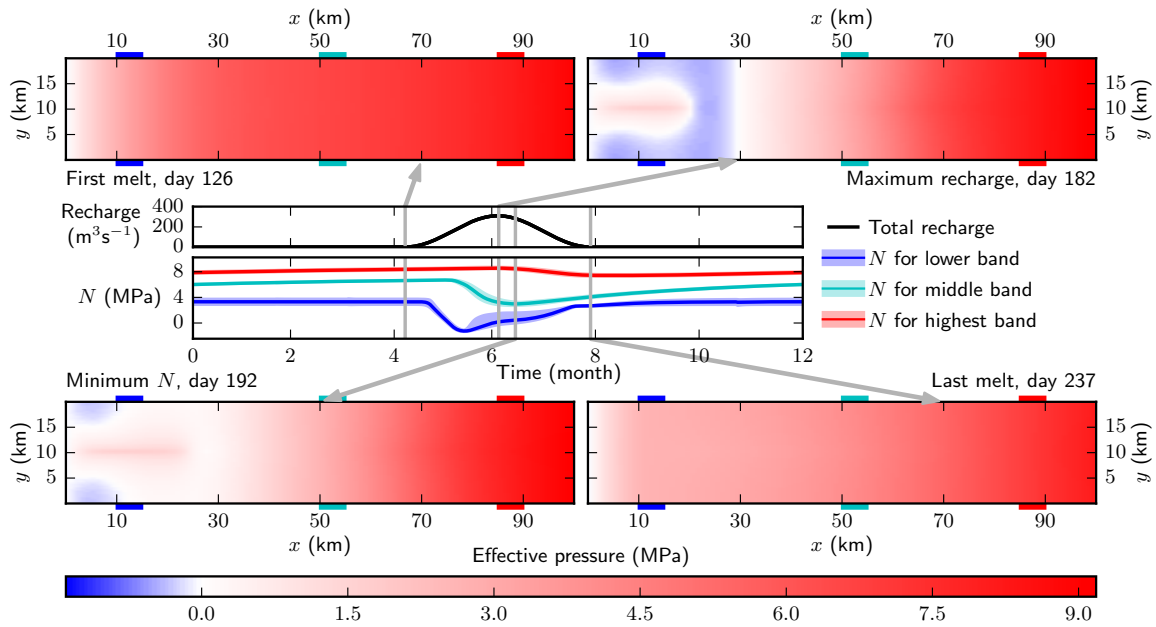 x (km)
x (km)
10 30 50 70 90
10 30 50 70 90
y (km)
15
10
5
15
10
5
y (km)
First melt, day 126
Maximum recharge, day 182
Recharge
(m³s⁻¹)
400
200
0
N (MPa)
8
4
0
0 2 4 6 8 10 12
Time (month)
Total recharge
N for lower band
N for middle band
N for highest band
Minimum N, day 192
Last melt, day 237
y (km)
15
10
5
15
10
5
y (km)
10 30 50 70 90
10 30 50 70 90
x (km)
x (km)
Effective pressure (MPa)
0.0 1.5 3.0 4.5 6.0 7.5 9.0